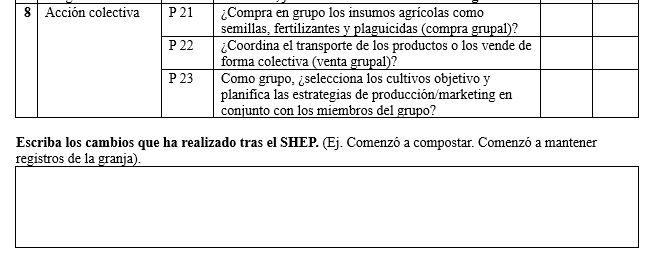 8 Acción colectiva P 21 ¿Compra en grupo los insumos agrícolas como
semillas, fertilizantes y plaguicidas (compra grupal)?
P 22 ¿Coordina el transporte de los productos o los vende de
forma colectiva (venta grupal)?
P 23 Como grupo, ¿selecciona los cultivos objetivo y
planifica las estrategias de producción/marketing en
conjunto con los miembros del grupo?
Escriba los cambios que ha realizado tras el SHEP. (Ej. Comenzó a compostar. Comenzó a mantener
registros de la granja).